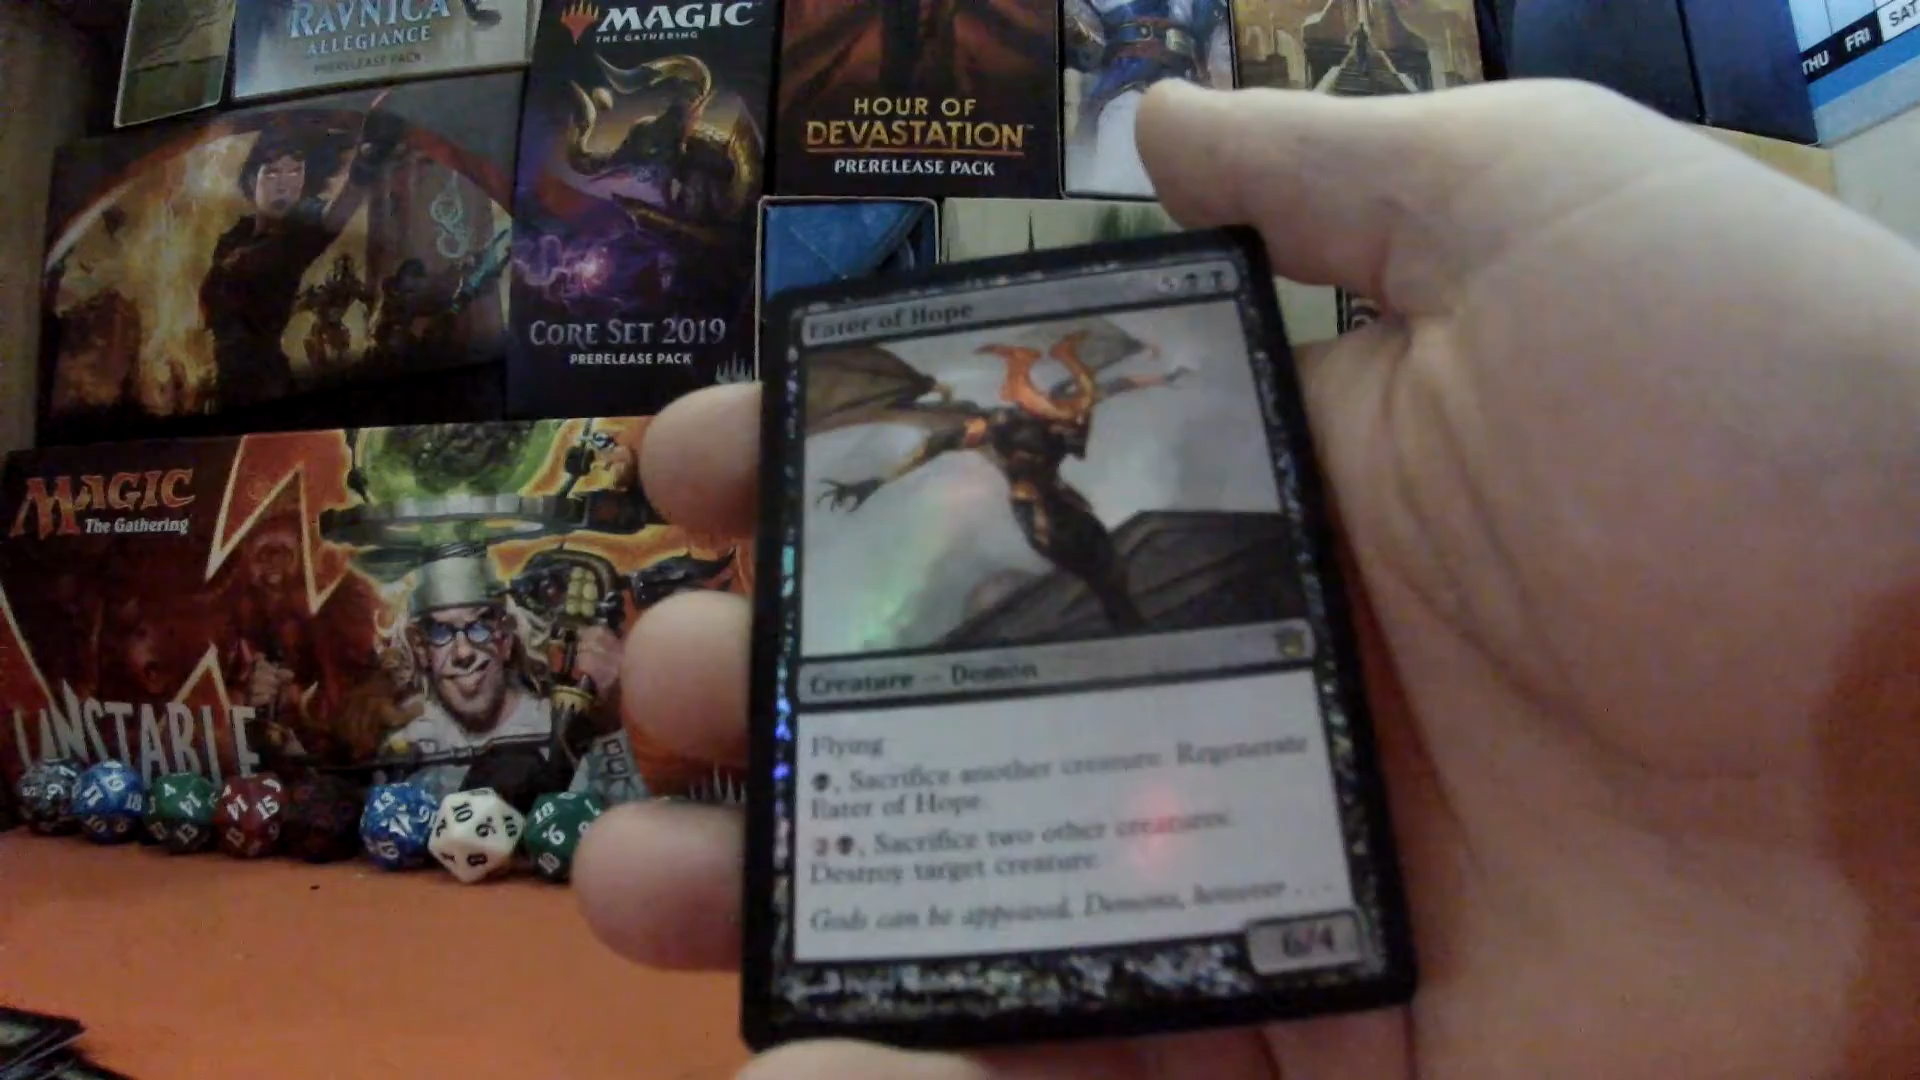 RAVNICA
ALLEGIANCE
PRERELEASE PACK
MAGIC
THE GATHERING
HOUR OF
DEVASTATION
PRERELEASE PACK
THU FRI SAT
CORE SET 2019
PRERELEASE PACK
MAGIC
The Gathering
UNSTABLE
Eater of Hope
Creature — Demon
Flying
, Sacrifice another creature: Regenerate
Eater of Hope.
2 , Sacrifice two other creatures:
Destroy target creature.
Gods can be appeased. Demons, however . . .
6/4